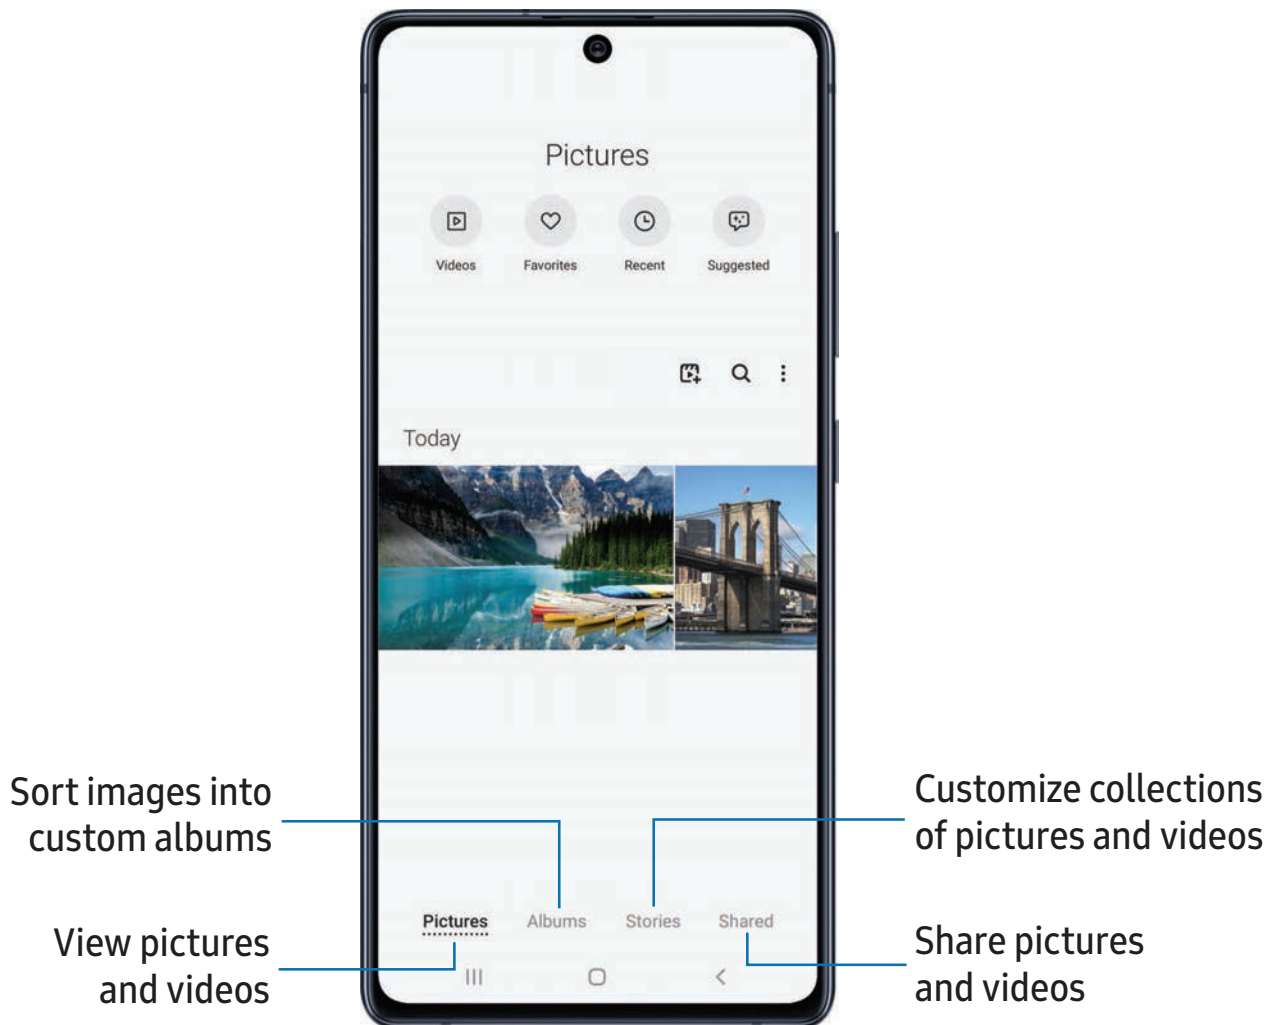 Pictures
Videos
Favorites
Recent
Suggested
Today
Sort images into
custom albums
Customize collections
of pictures and videos
Pictures
Albums
Stories
Shared
View pictures
and videos
Share pictures
and videos